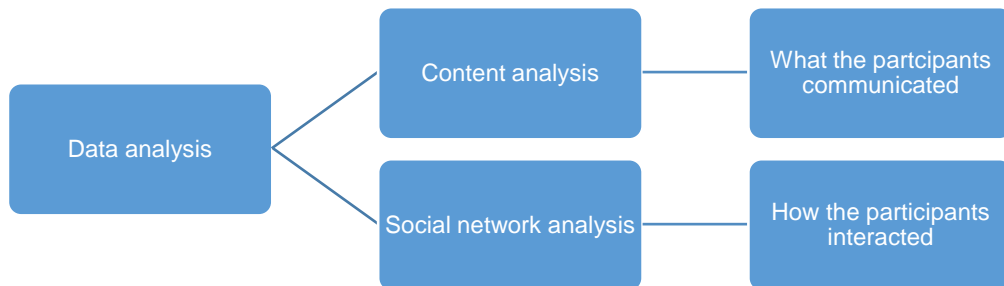 Data analysis
Content analysis
What the partcipants
communicated
Social network analysis
How the participants
interacted